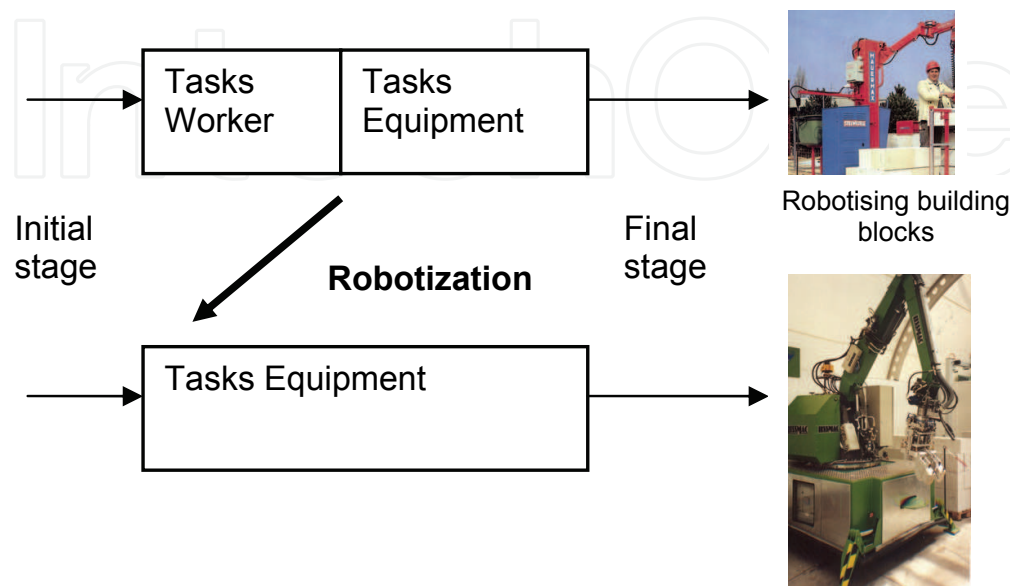 Tasks
Worker
Tasks
Equipment
Robotising building
blocks
Initial
stage
Robotization
Final
stage
Tasks Equipment